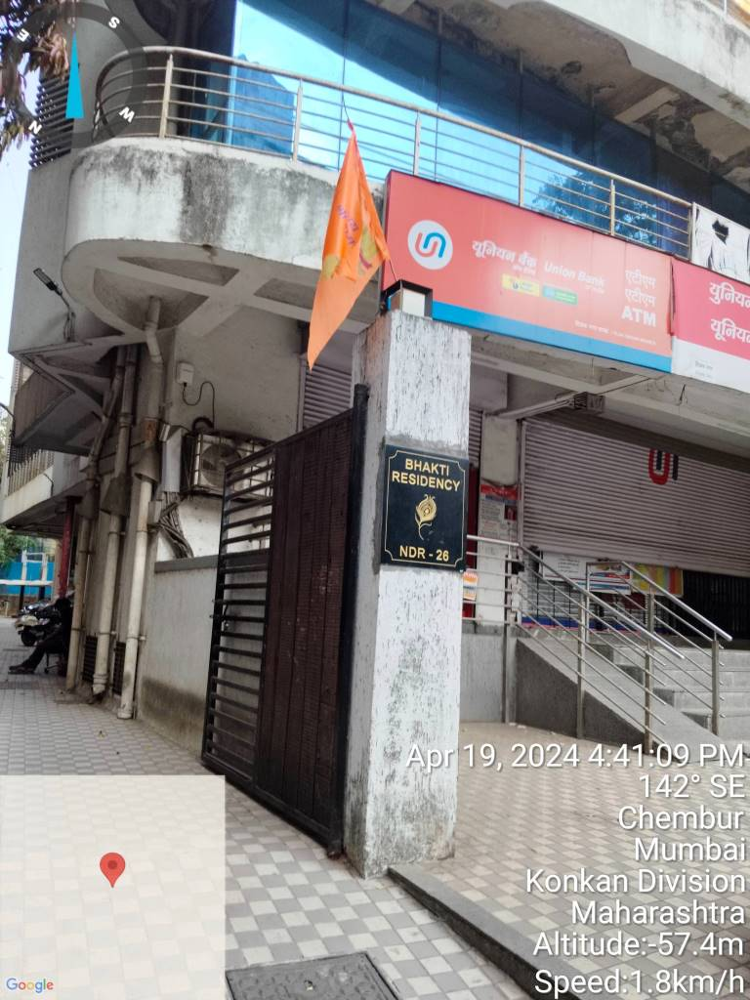 S
E
W
N
यूनियन बैंक
Union Bank
एटीएम
एटीएम
ATM
युनियन
यूनियन
BHAKTI
RESIDENCY
NDR - 26
Apr 19, 2024 4:41:09 PM
142° SE
Chembur
Mumbai
Konkan Division
Maharashtra
Altitude:-57.4m
Speed:1.8km/h
Google